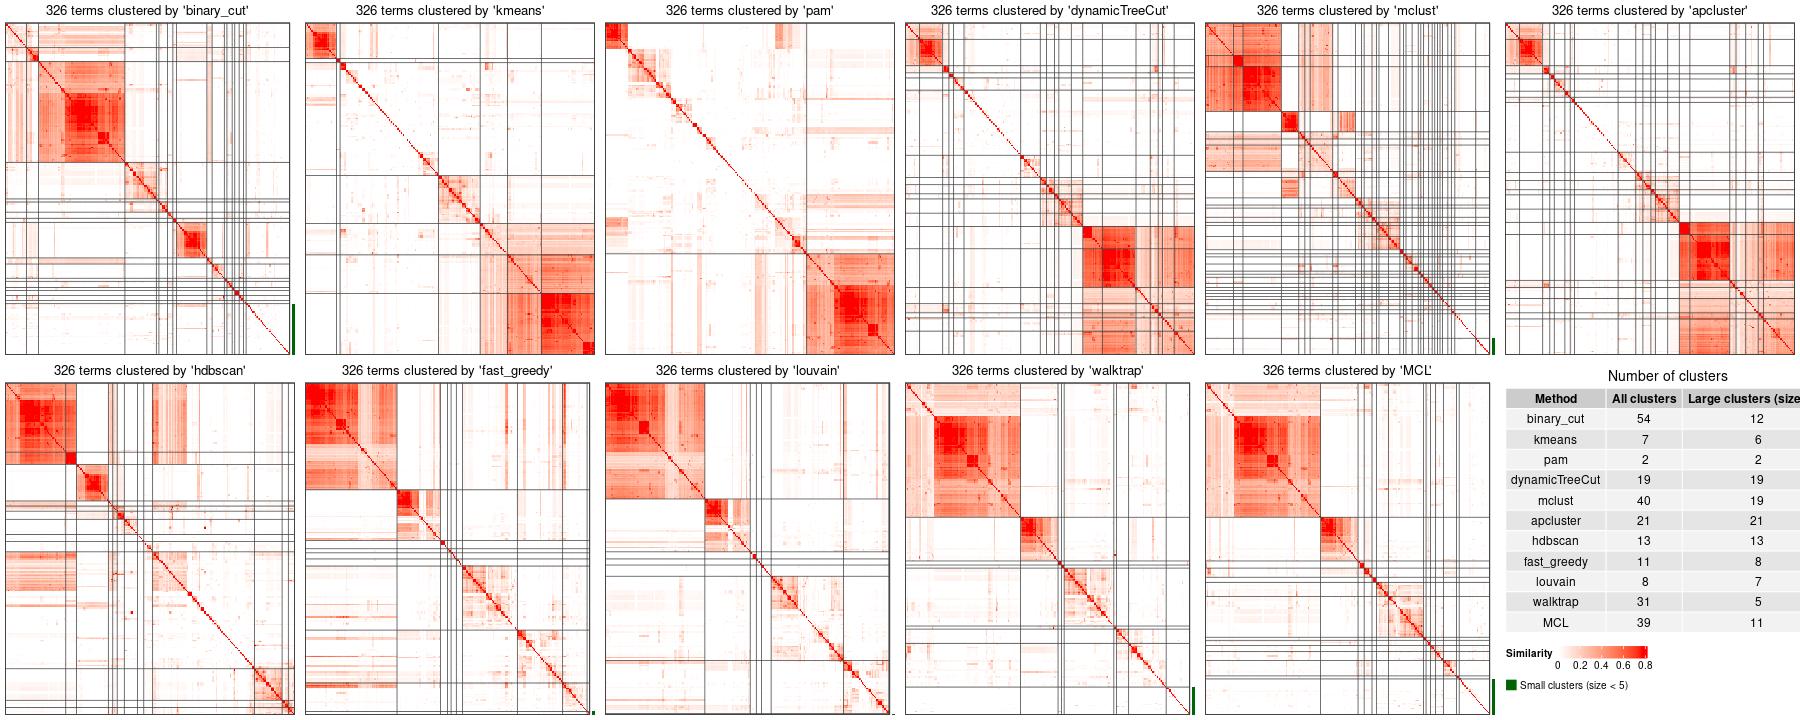 326 terms clustered by 'binary_cut'
326 terms clustered by 'kmeans'
326 terms clustered by 'pam'
326 terms clustered by 'dynamicTreeCut'
326 terms clustered by 'mclust'
326 terms clustered by 'apcluster'
326 terms clustered by 'hdbscan'
326 terms clustered by 'fast_greedy'
326 terms clustered by 'louvain'
326 terms clustered by 'walktrap'
326 terms clustered by 'MCL'
Number of clusters
Method All clusters Large clusters (size
binary_cut 54 12
kmeans 7 6
pam 2 2
dynamicTreeCut 19 19
mclust 40 19
apcluster 21 21
hdbscan 13 13
fast_greedy 11 8
louvain 8 7
walktrap 31 5
MCL 39 11
Similarity
0 0.2 0.4 0.6 0.8
Small clusters (size < 5)